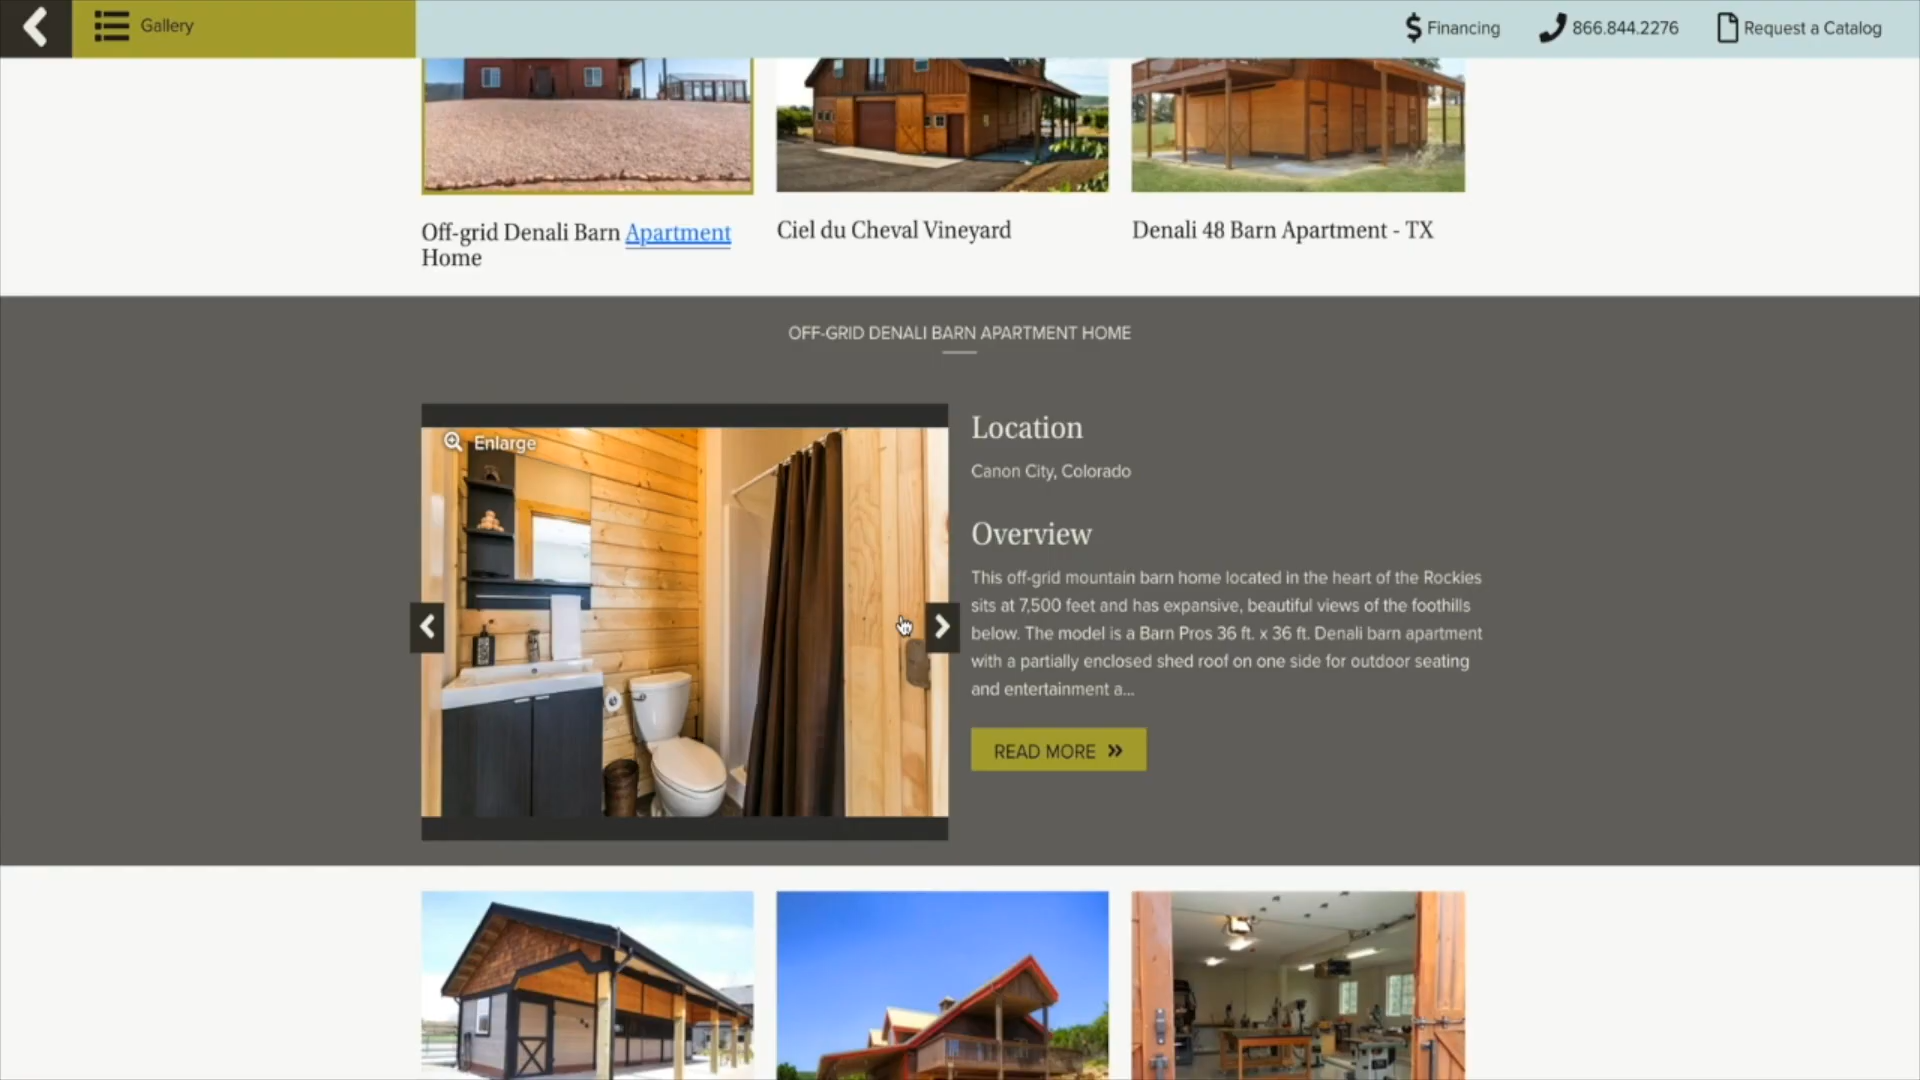 Gallery
Financing
866.844.2276
Request a Catalog
Off-grid Denali Barn Apartment
Home
Ciel du Cheval Vineyard
Denali 48 Barn Apartment - TX
OFF-GRID DENALI BARN APARTMENT HOME
Enlarge
Location
Canon City, Colorado
Overview
This off-grid mountain barn home located in the heart of the Rockies
sits at 7,500 feet and has expansive, beautiful views of the foothills
below. The model is a Barn Pros 36 ft. x 36 ft. Denali barn apartment
with a partially enclosed shed roof on one side for outdoor seating
and entertainment a...
READ MORE »